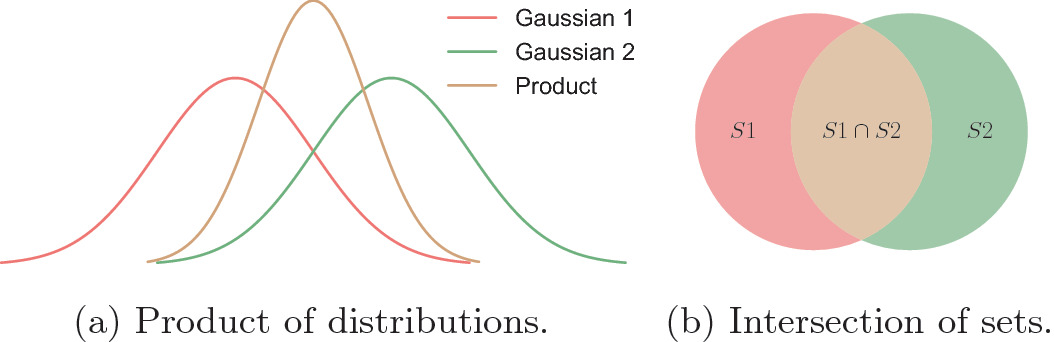 Gaussian 1
Gaussian 2
Product
S1
S1 ∩ S2
S2
(a) Product of distributions.
(b) Intersection of sets.